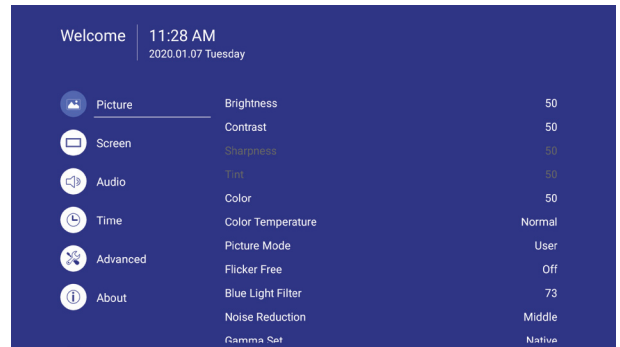 Welcome
11:28 AM
2020.01.07 Tuesday
Picture
Screen
Audio
Time
Advanced
About
Brightness 50
Contrast 50
Sharpness 50
Tint 50
Color 50
Color Temperature Normal
Picture Mode User
Flicker Free Off
Blue Light Filter 73
Noise Reduction Middle
Gamma Set Native